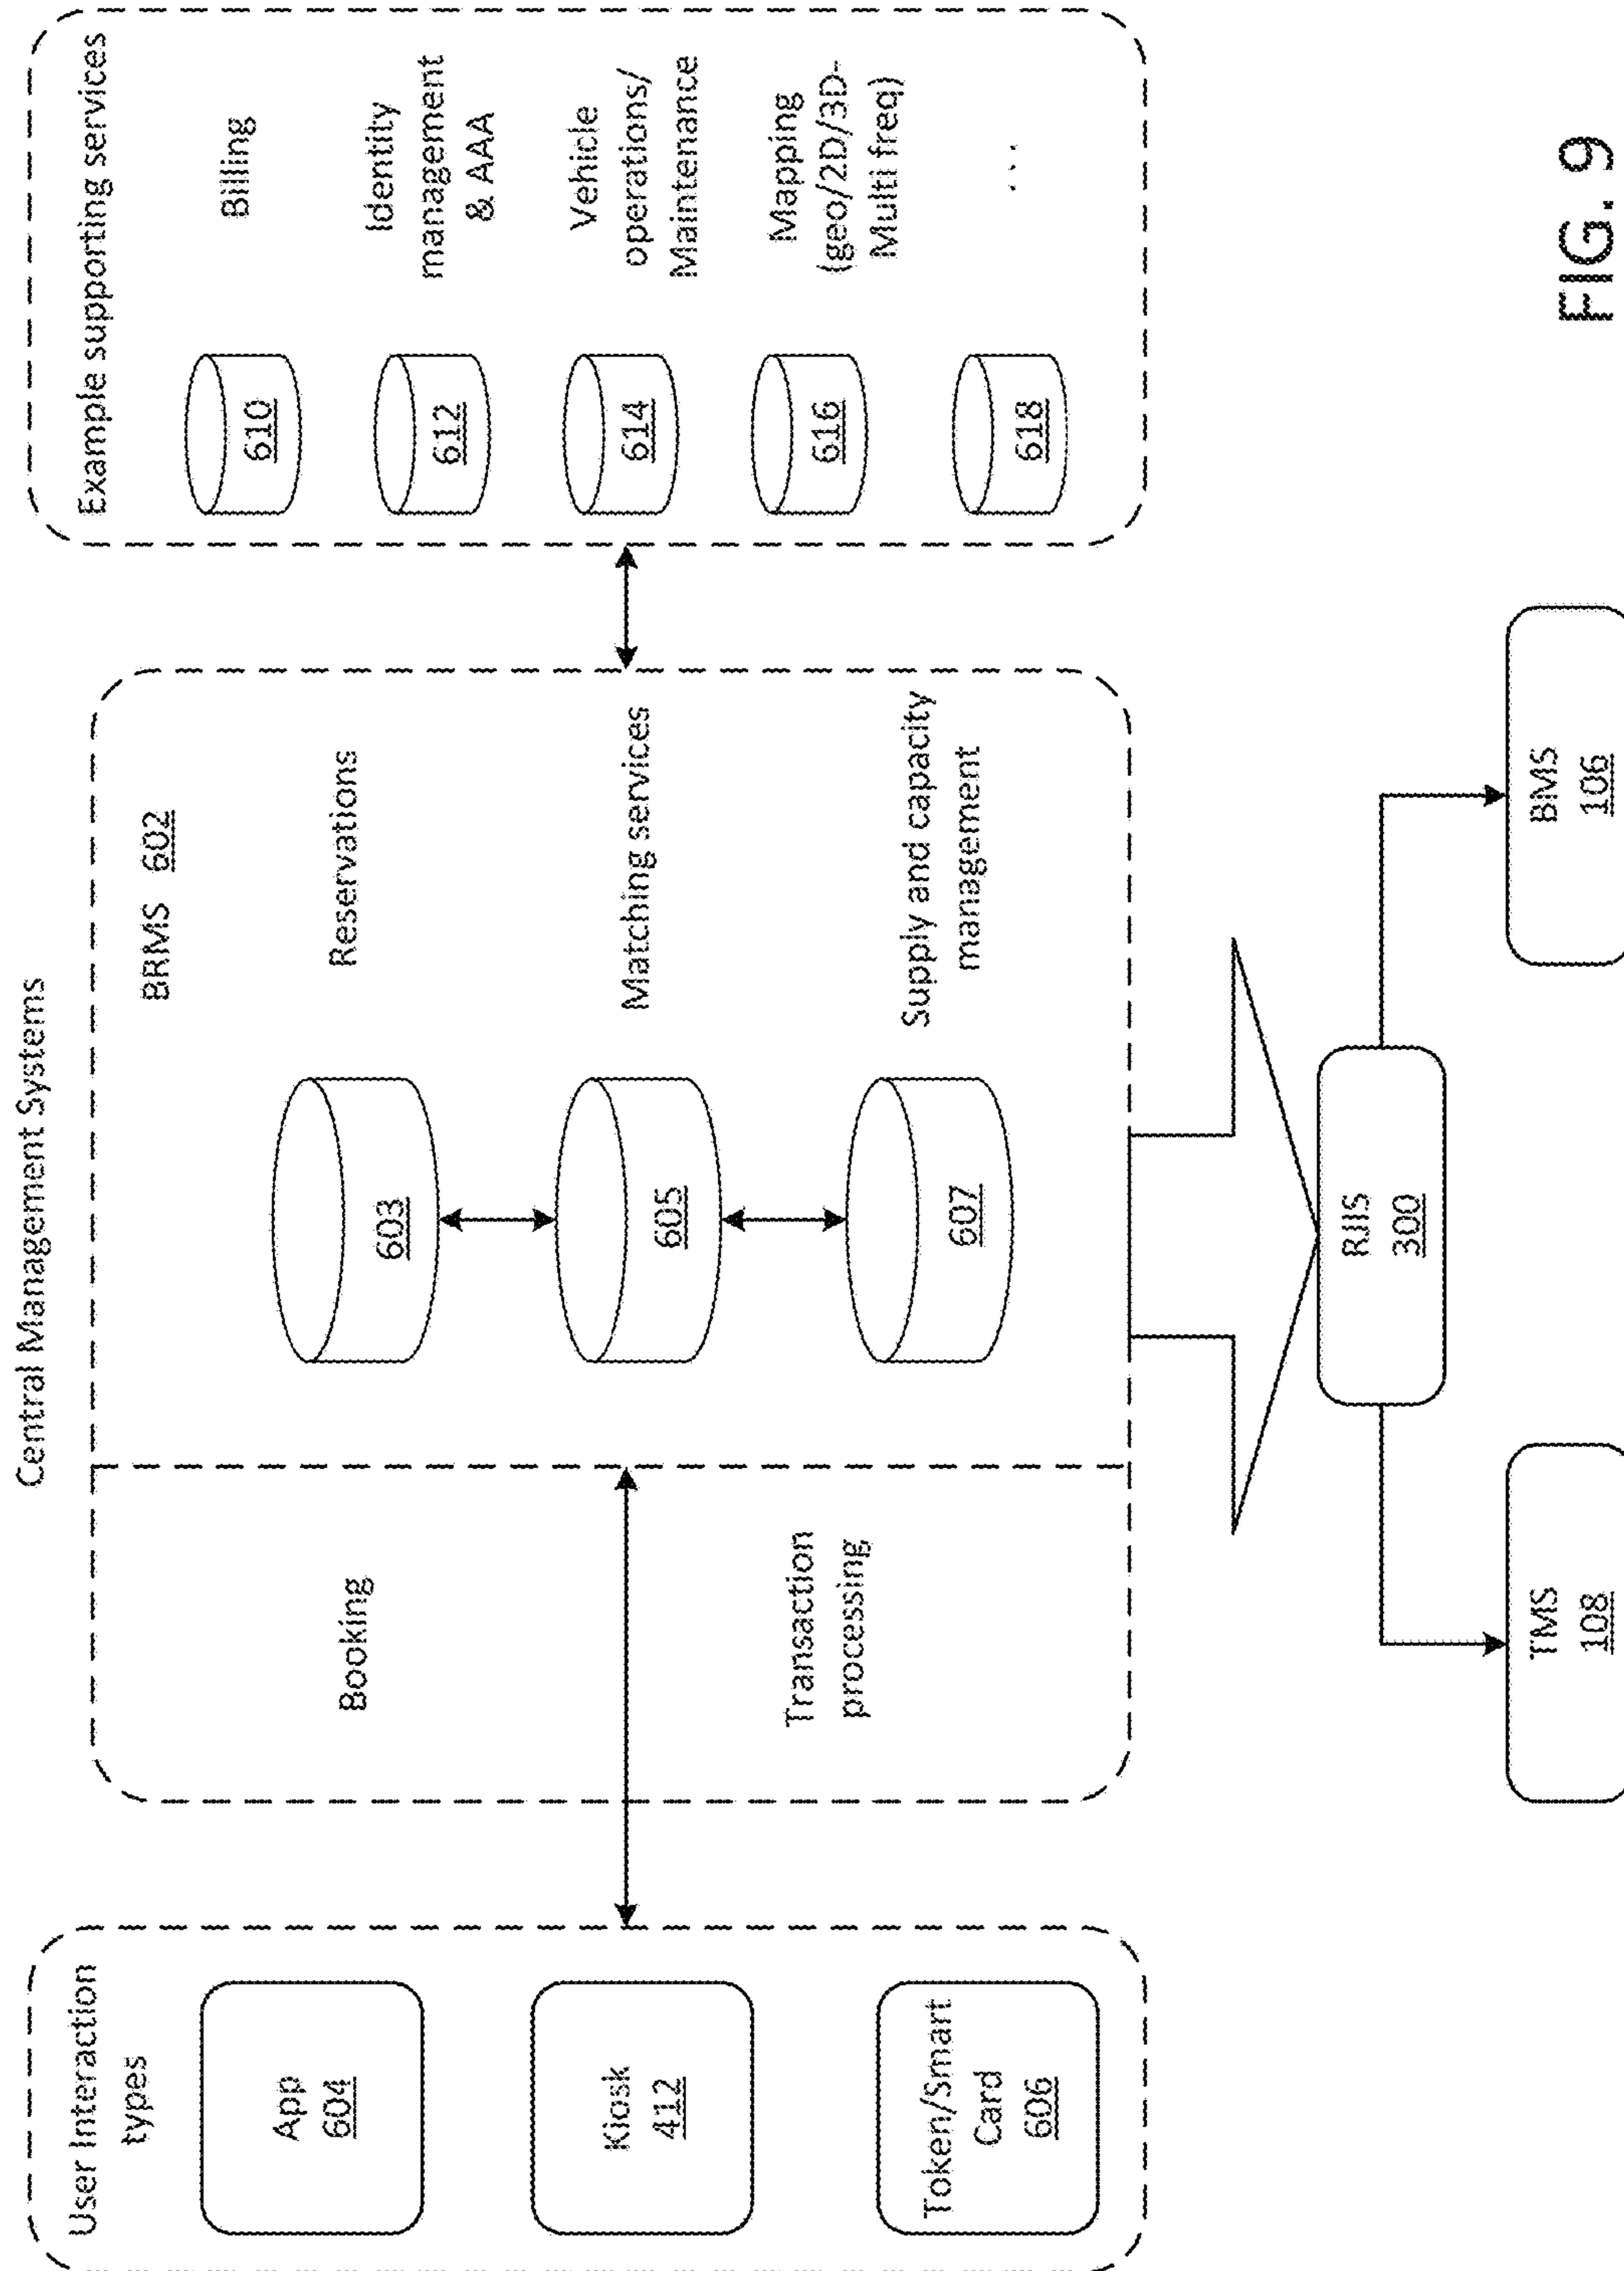 Central Management Systems
User Interaction
types
App
604
Kiosk
412
Token/Smart
Card
606
Booking
Transaction
processing
BRMS 602
603
Reservations
605
Matching services
607
Supply and capacity
management
Example supporting services
610
Billing
612
Identity
management
& AAA
614
Vehicle
operations/
Maintenance
616
Mapping
(geo/2D/3D-
Multi freq)
618
...
RJIS
300
TMS
108
BMS
106
FIG. 9